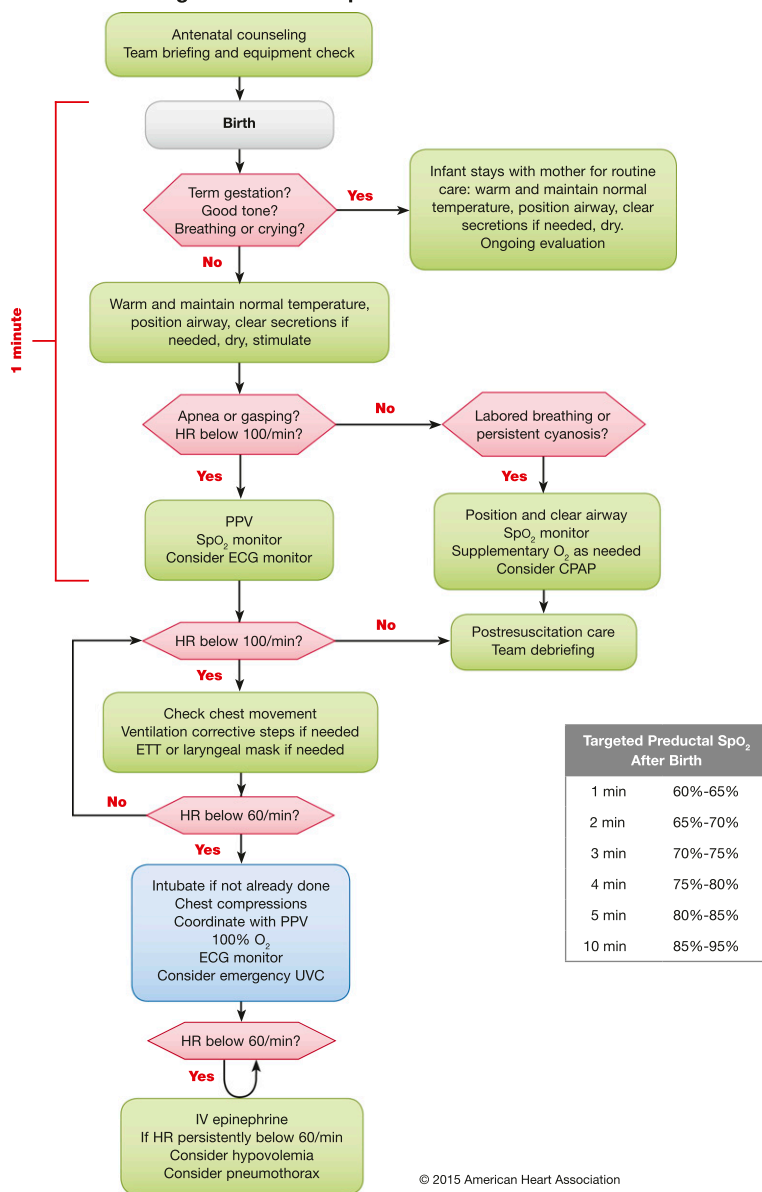 Antenatal counseling
Team briefing and equipment check
Birth
Term gestation?
Good tone?
Breathing or crying?
Yes
Infant stays with mother for routine
care: warm and maintain normal
temperature, position airway, clear
secretions if needed, dry.
Ongoing evaluation
No
1 minute
Warm and maintain normal temperature,
position airway, clear secretions if
needed, dry, stimulate
Apnea or gasping?
HR below 100/min?
No
Labored breathing or
persistent cyanosis?
Yes
Yes
PPV
SpO₂ monitor
Consider ECG monitor
Position and clear airway
SpO₂ monitor
Supplementary O₂ as needed
Consider CPAP
HR below 100/min?
No
Postresuscitation care
Team debriefing
Yes
Check chest movement
Ventilation corrective steps if needed
ETT or laryngeal mask if needed
No
HR below 60/min?
Yes
Intubate if not already done
Chest compressions
Coordinate with PPV
100% O₂
ECG monitor
Consider emergency UVC
HR below 60/min?
Yes
IV epinephrine
If HR persistently below 60/min
Consider hypovolemia
Consider pneumothorax
Targeted Preductal SpO₂
After Birth
1 min 60%-65%
2 min 65%-70%
3 min 70%-75%
4 min 75%-80%
5 min 80%-85%
10 min 85%-95%
© 2015 American Heart Association